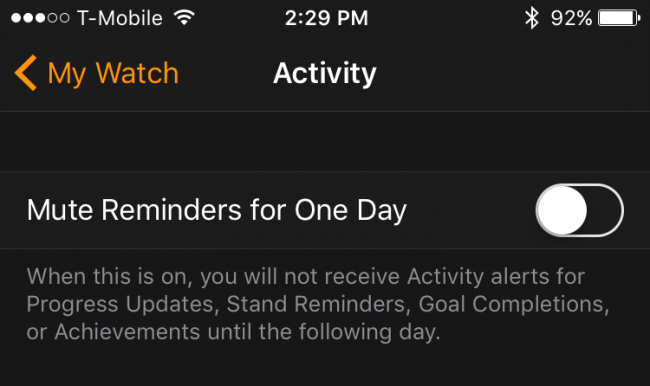 T-Mobile 2:29 PM 92%
My Watch Activity
Mute Reminders for One Day
When this is on, you will not receive Activity alerts for
Progress Updates, Stand Reminders, Goal Completions,
or Achievements until the following day.